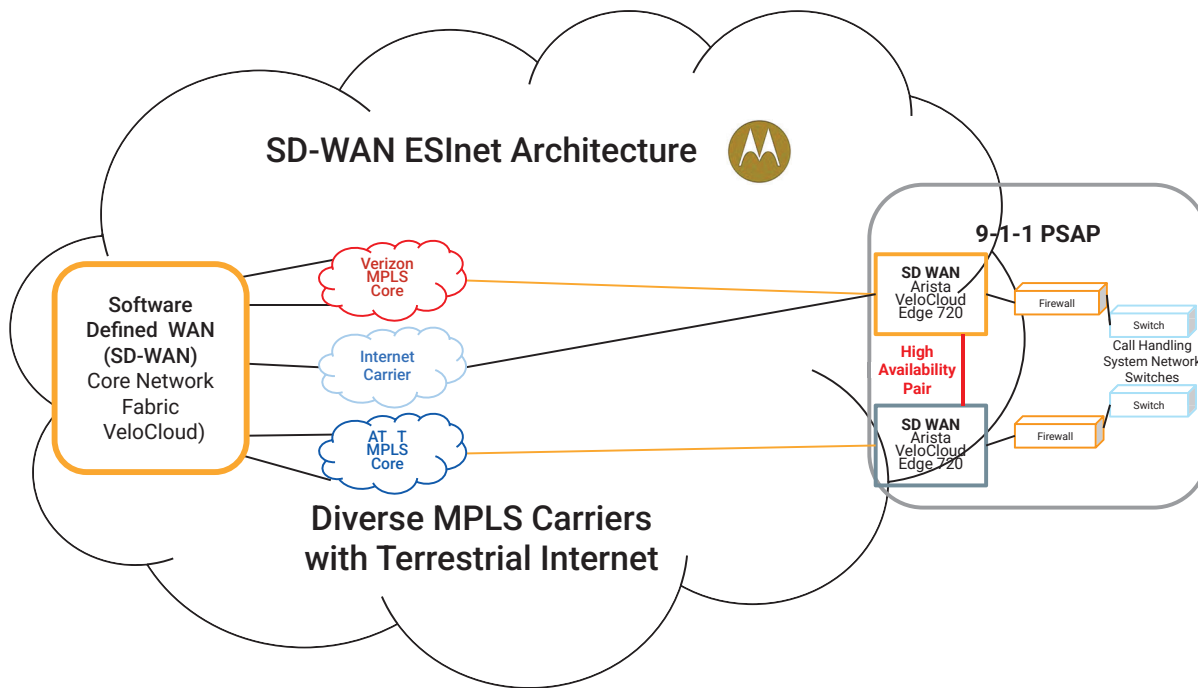 SD-WAN ESInet Architecture
9-1-1 PSAP
Software
Defined WAN
(SD-WAN)
Core Network
Fabric
VeloCloud)
Verizon
MPLS
Core
Internet
Carrier
AT T
MPLS
Core
SD WAN
Arista
VeloCloud
Edge 720
High
Availability
Pair
SD WAN
Arista
VeloCloud
Edge 720
Firewall
Switch
Call Handling
System Network
Switches
Switch
Firewall
Diverse MPLS Carriers
with Terrestrial Internet